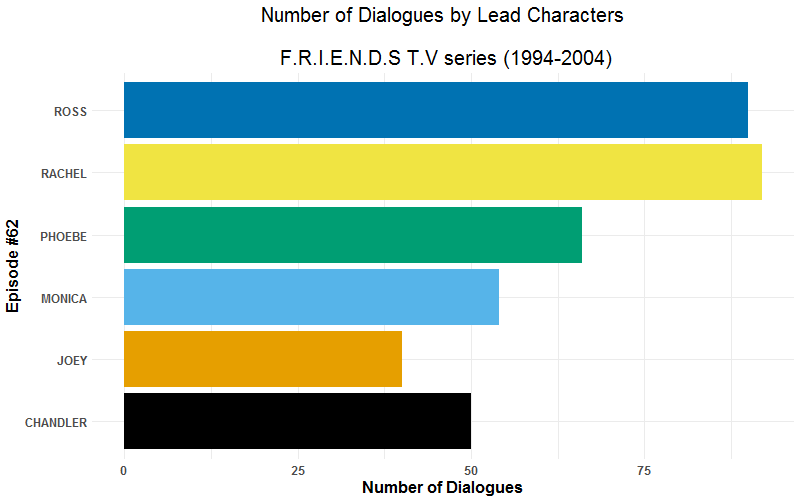 Number of Dialogues by Lead Characters
F.R.I.E.N.D.S T.V series (1994-2004)
Episode #62
ROSS
RACHEL
PHOEBE
MONICA
JOEY
CHANDLER
0 25 50 75
Number of Dialogues